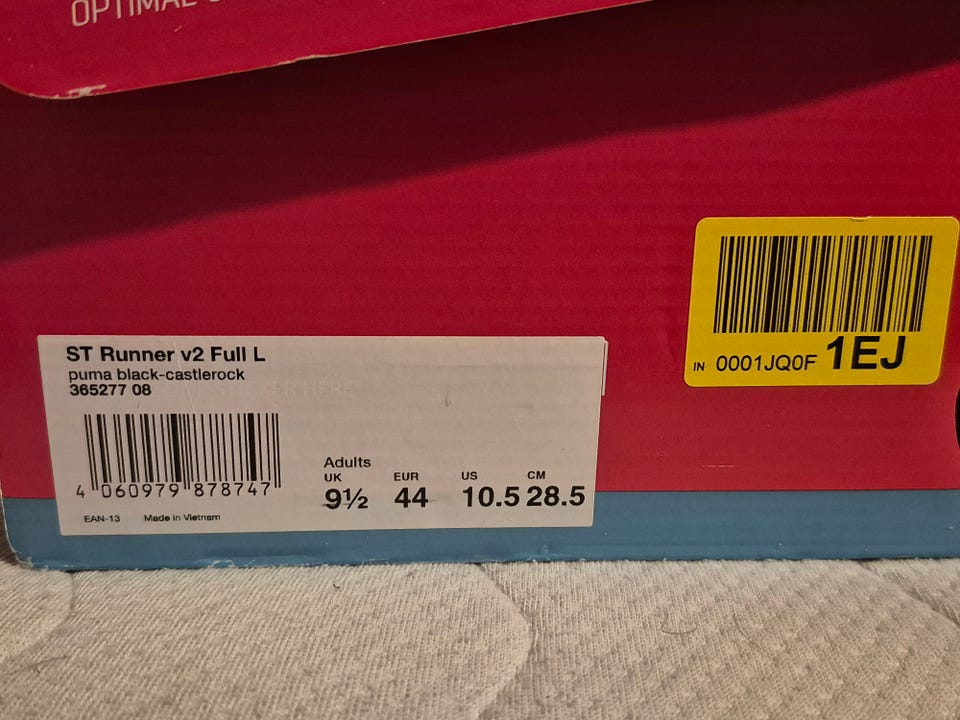 OPTIMAL
ST Runner v2 Full L
puma black-castlerock
365277 08
4 060979 878747
EAN-13 Made in Vietnam
Adults
UK EUR US CM
9½ 44 10.5 28.5
IN 0001JQ0F 1EJ